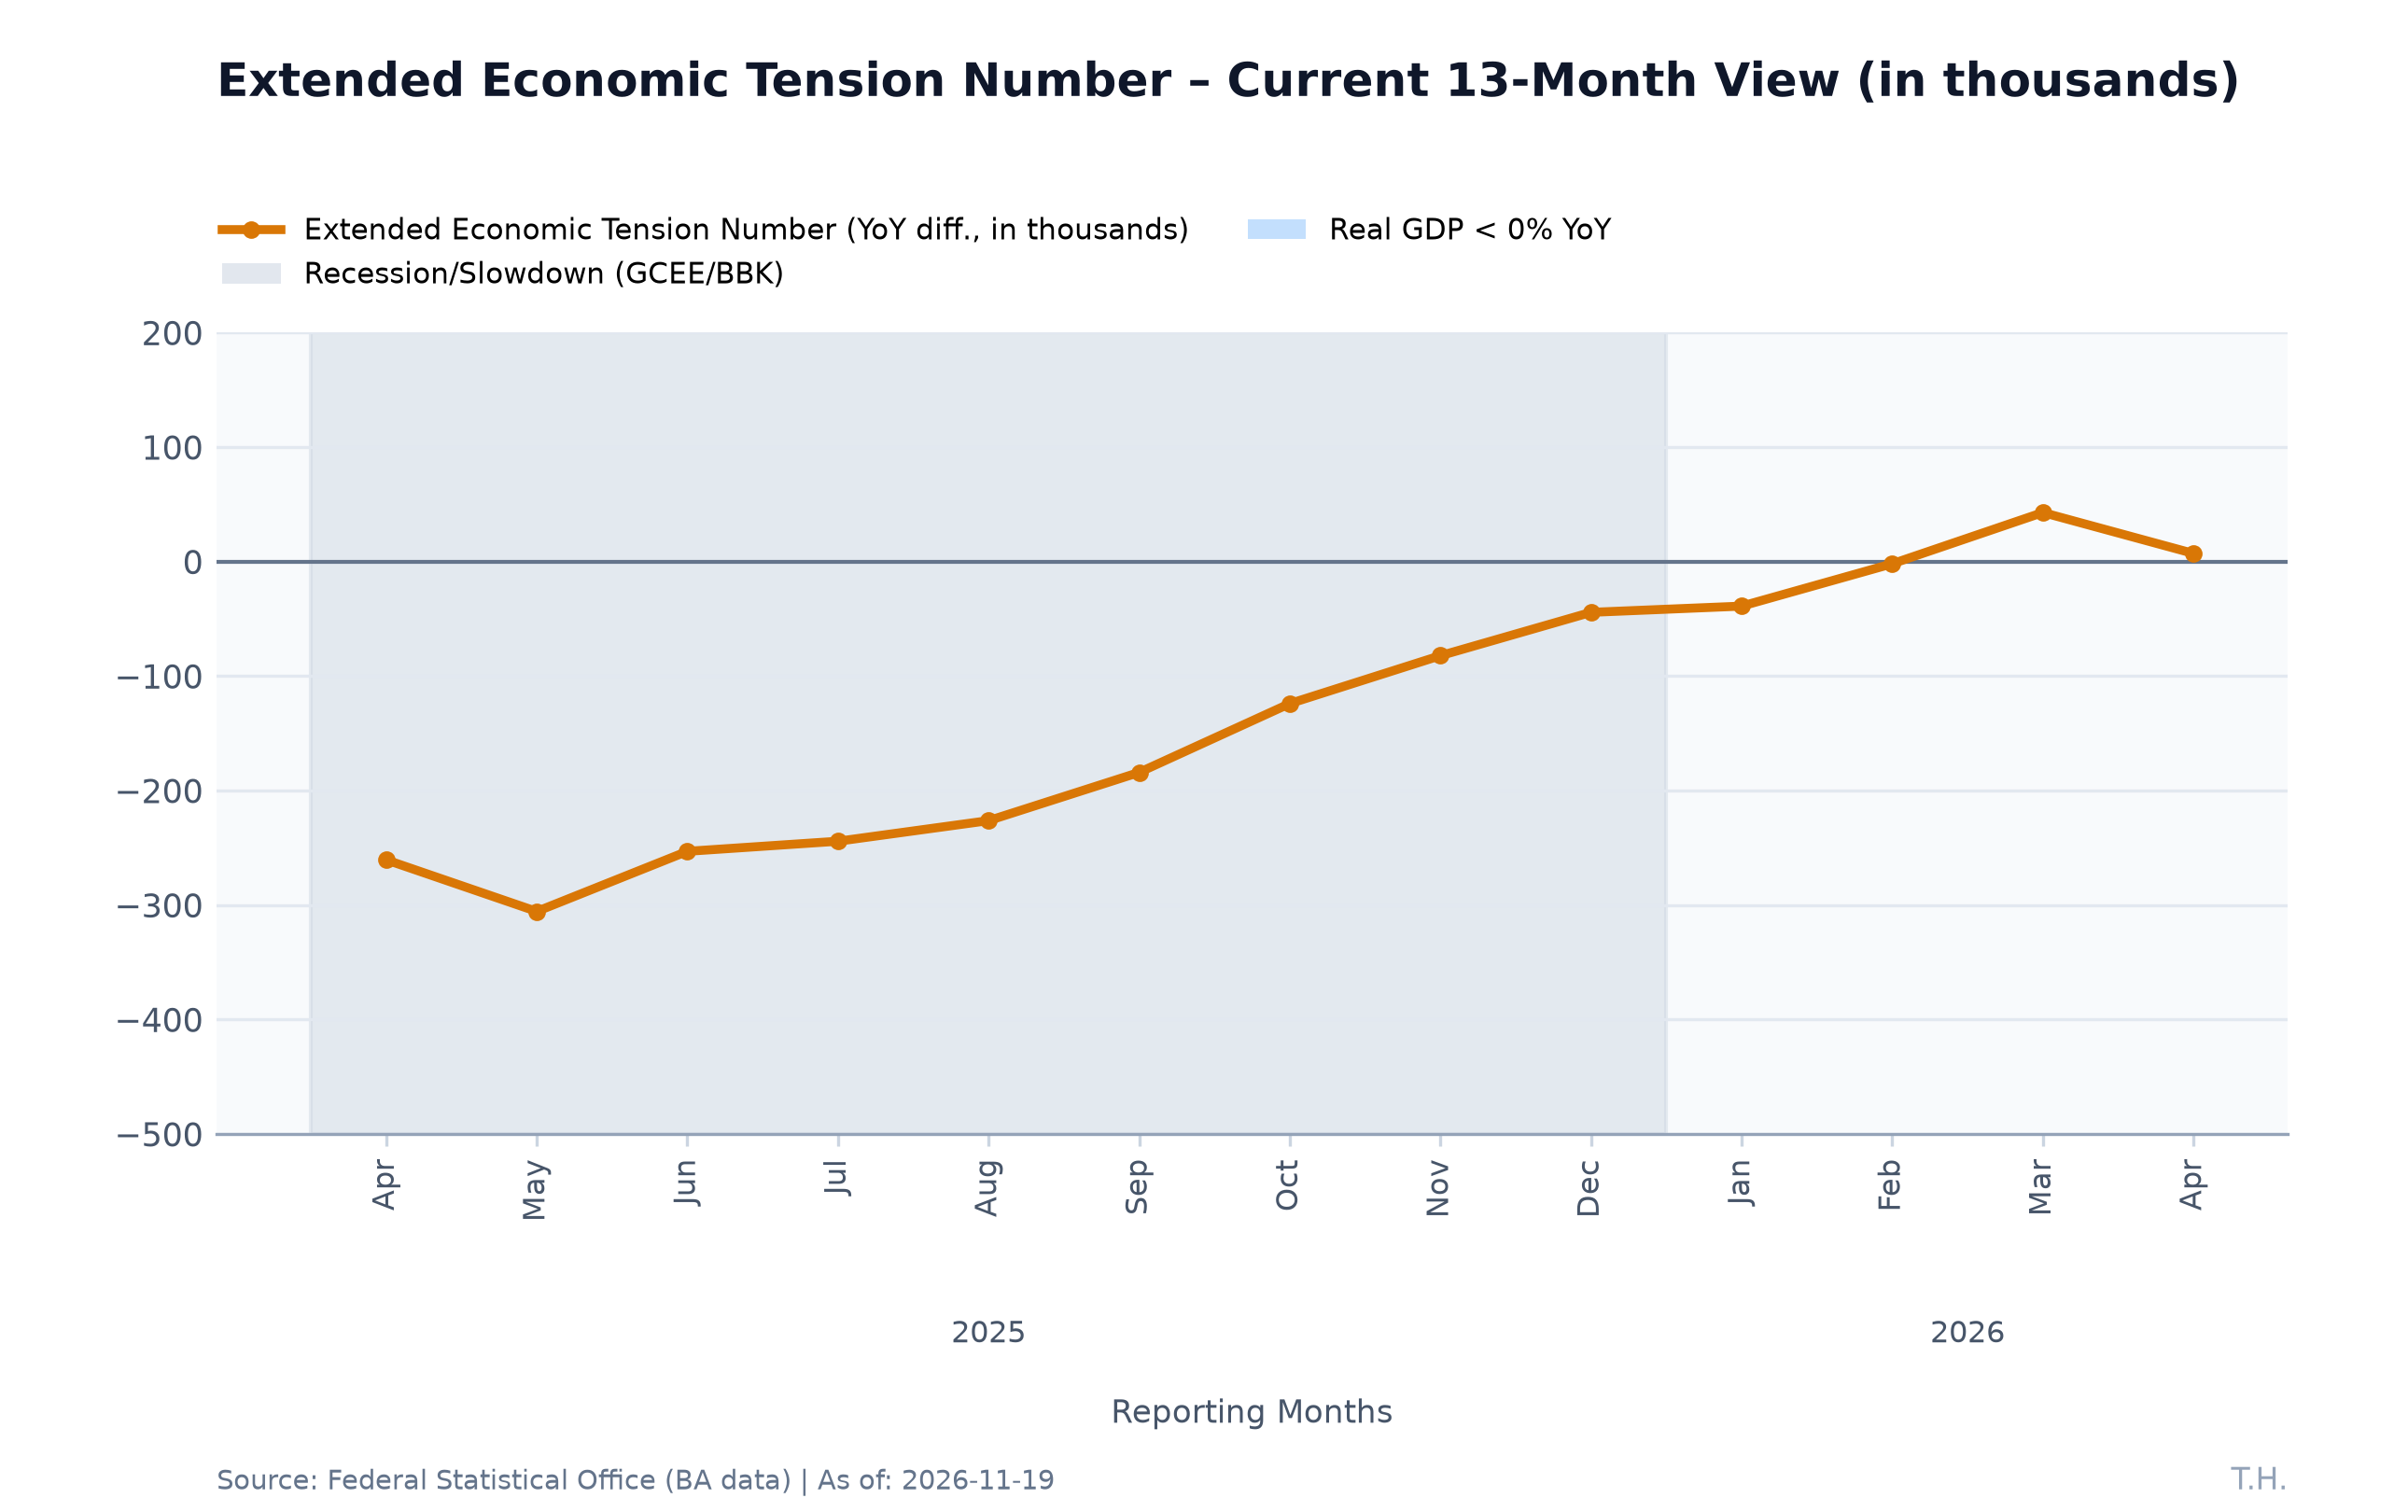 Extended Economic Tension Number – Current 13-Month View (in thousands)
Extended Economic Tension Number (YoY diff., in thousands)
Real GDP < 0% YoY
Recession/Slowdown (GCEE/BBK)
200
100
0
−100
−200
−300
−400
−500
Apr
May
Jun
Jul
Aug
Sep
Oct
Nov
Dec
Jan
Feb
Mar
Apr
2025
2026
Reporting Months
Source: Federal Statistical Office (BA data) | As of: 2026-11-19
T.H.